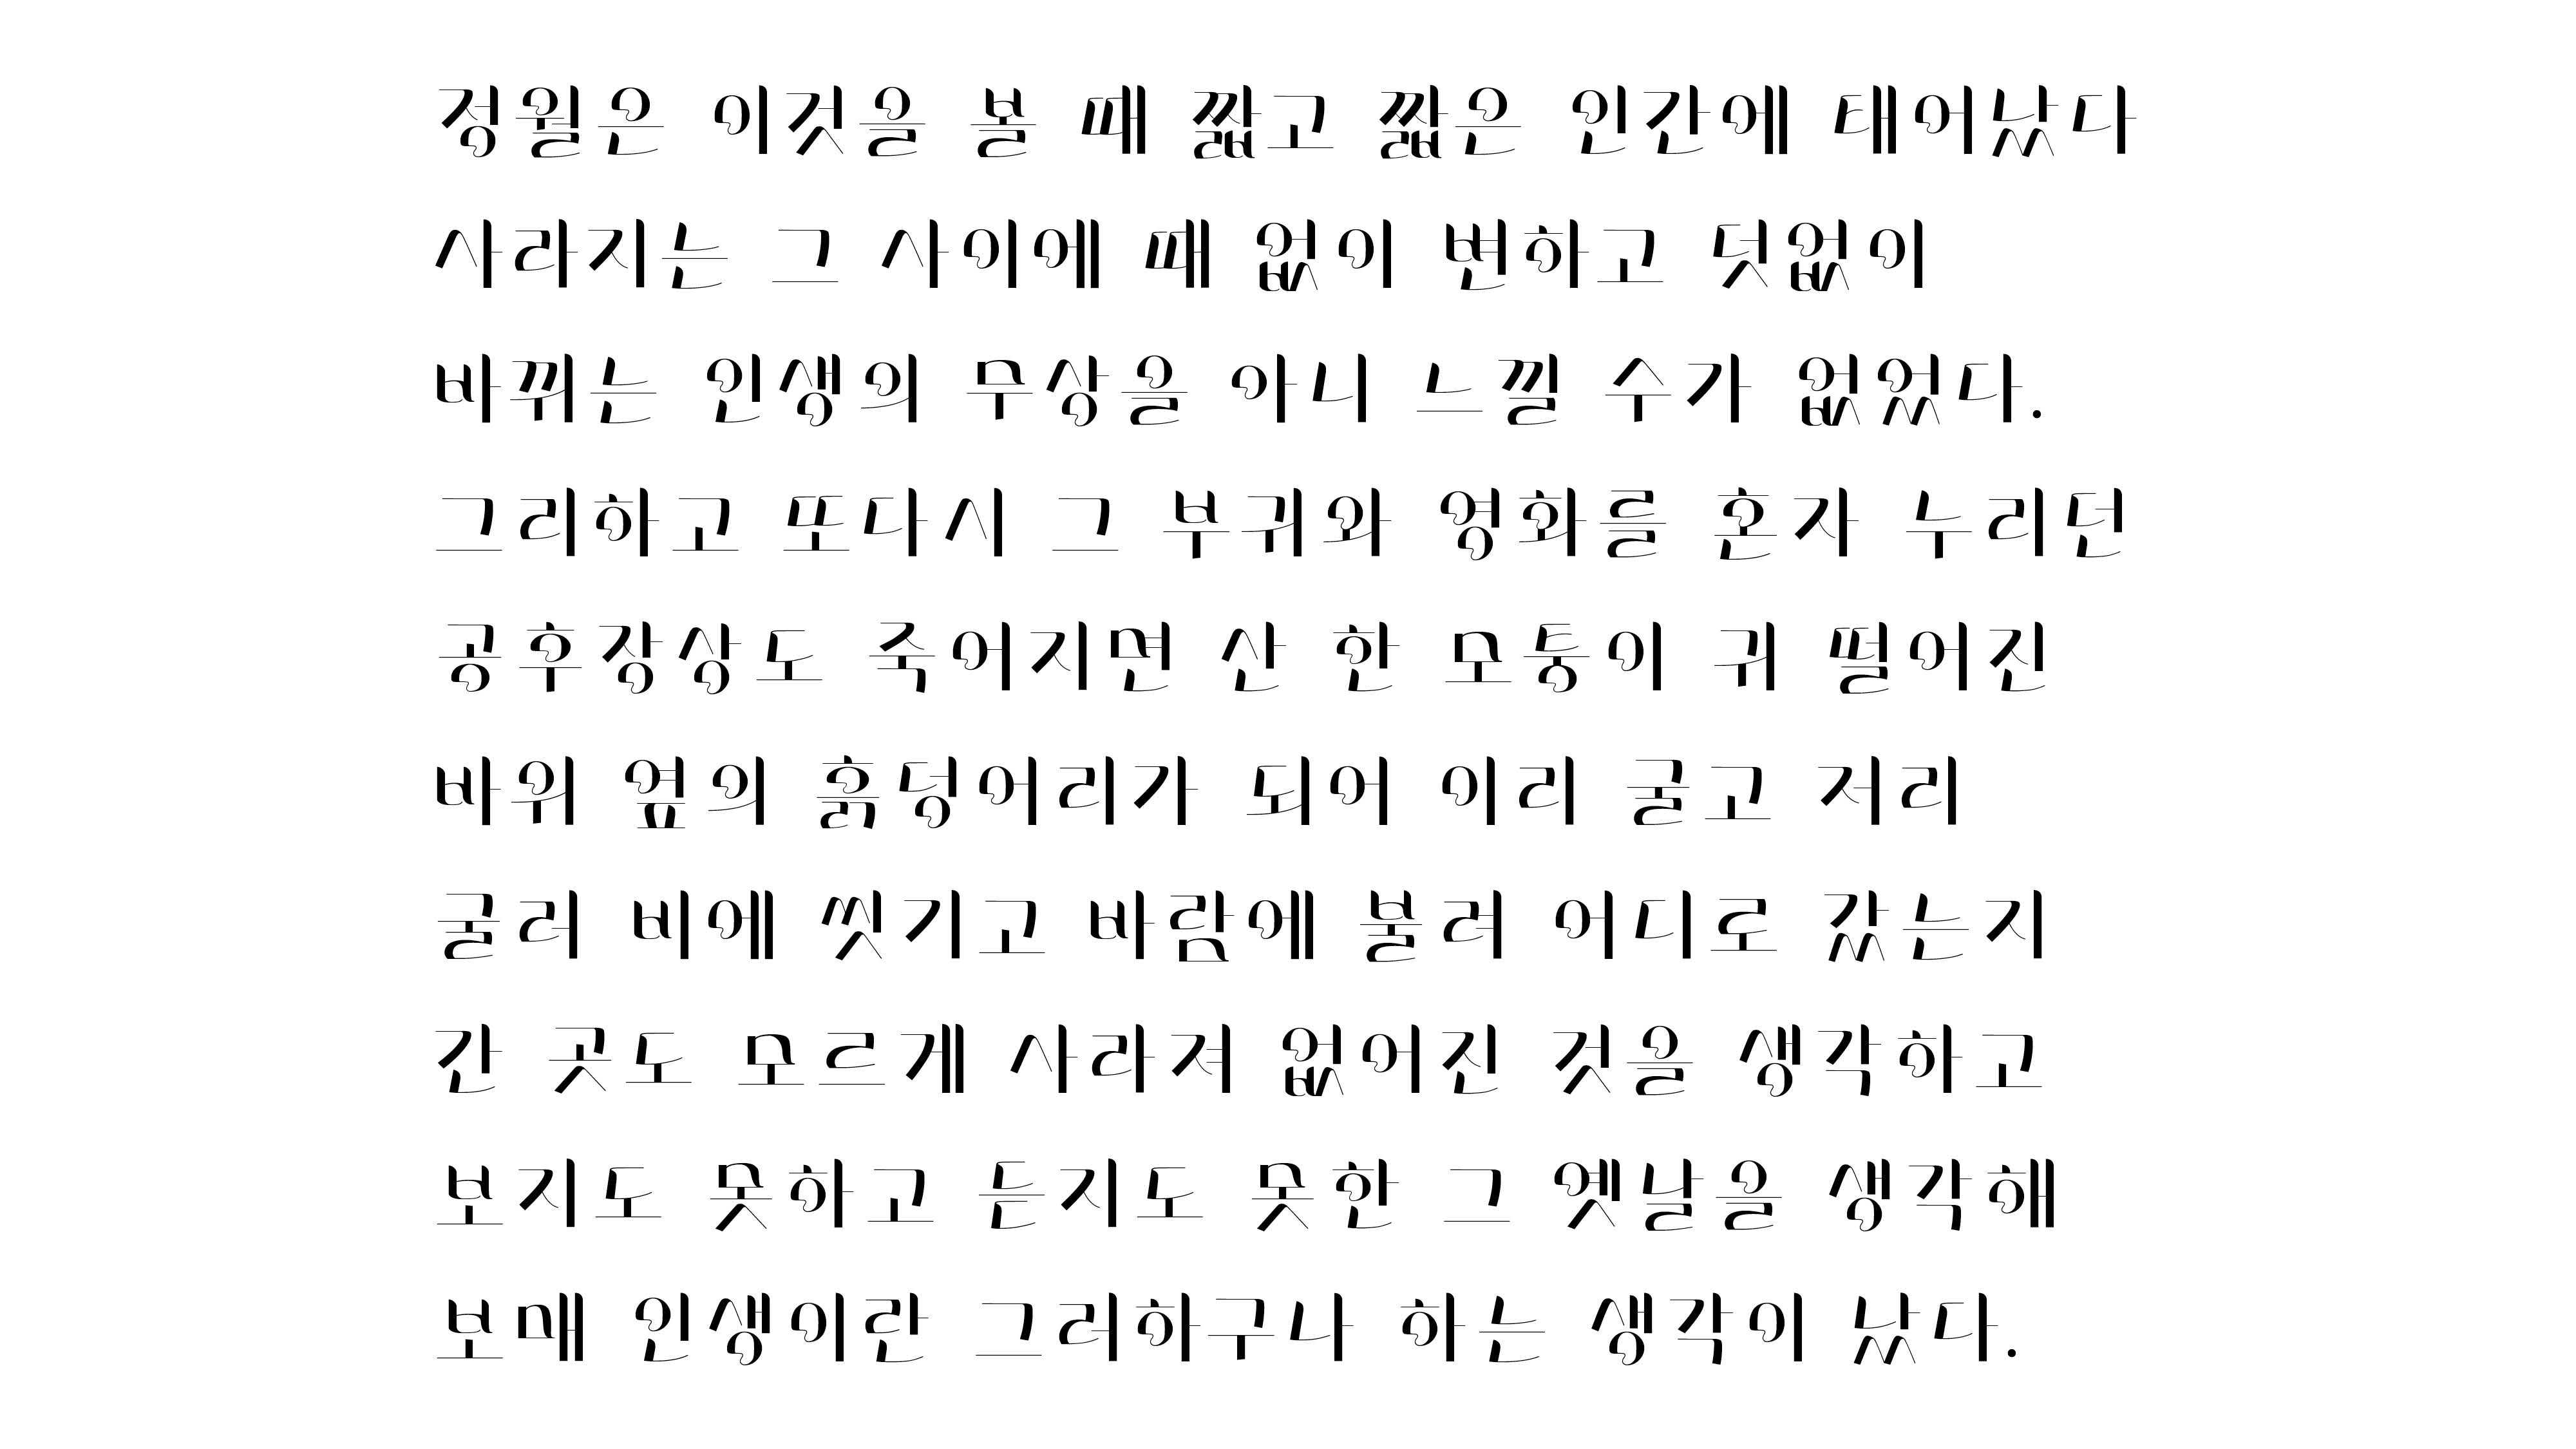 정월은 이것을 볼 때 짧고 짧은 인간에 태어났다
사라지는 그 사이에 때 없이 변하고 덧없이
바뀌는 인생의 무상을 아니 느낄 수가 없었다.
그리하고 또다시 그 부귀와 영화를 혼자 누리던
공후장상도 죽어지면 산 한 모퉁이 귀 떨어진
바위 옆의 흙덩어리가 되어 이리 굴고 저리
굴러 비에 씻기고 바람에 불려 어디로 갔는지
간 곳도 모르게 사라져 없어진 것을 생각하고
보지도 못하고 듣지도 못한 그 옛날을 생각해
보매 인생이란 그러하구나 하는 생각이 났다.